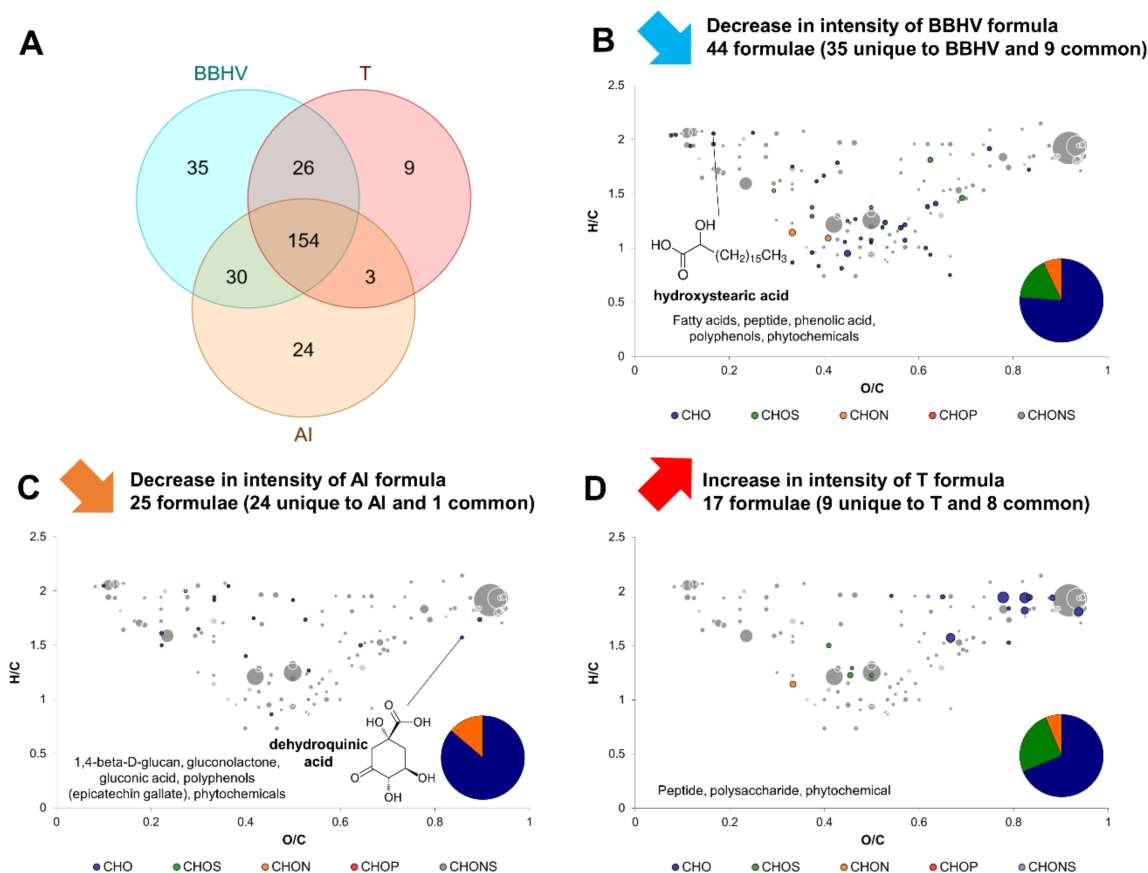 A
BBHV
T
35
26
9
154
30
3
24
AI
B
Decrease in intensity of BBHV formula
44 formulae (35 unique to BBHV and 9 common)
2.5
2
1.5
1
0.5
0
H/C
OH
HO
O
(CH2)15CH3
hydroxystearic acid
Fatty acids, peptide, phenolic acid,
polyphenols, phytochemicals
0 0.2 0.4 0.6 0.8 1
O/C
CHO CHOS CHON CHOP CHONS
C
Decrease in intensity of AI formula
25 formulae (24 unique to AI and 1 common)
2.5
2
1.5
1
0.5
0
H/C
O
HO
OH
O
OH
OH
dehydroquinic
acid
1,4-beta-D-glucan, gluconolactone,
gluconic acid, polyphenols
(epicatechin gallate), phytochemicals
0 0.2 0.4 0.6 0.8 1
O/C
CHO CHOS CHON CHOP CHONS
D
Increase in intensity of T formula
17 formulae (9 unique to T and 8 common)
2.5
2
1.5
1
0.5
0
H/C
Peptide, polysaccharide, phytochemical
0 0.2 0.4 0.6 0.8 1
O/C
CHO CHOS CHON CHOP CHONS